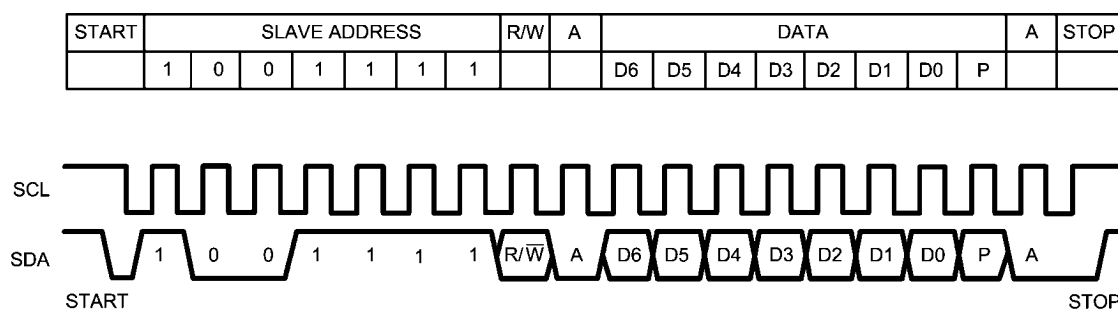 START SLAVE ADDRESS R/W A DATA A STOP
1 0 0 1 1 1 1 D6 D5 D4 D3 D2 D1 D0 P
SCL
SDA 1 0 0 1 1 1 1 R/W̅ A D6 D5 D4 D3 D2 D1 D0 P A
START STOP